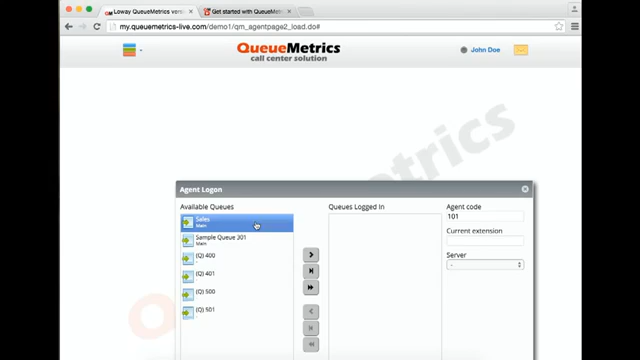 Loway QueueMetrics vers
Get started with QueueMetr
my.queuemetrics-live.com/demo1/qm_agentpage2_load.do#
QueueMetrics
call center solution
John Doe
etrics
Agent Logon
Available Queues
Queues Logged In
Agent code
Sales
Main
101
Current extension
Sample Queue 301
Main
(Q) 400
-
Server
-
(Q) 401
(Q) 500
(Q) 501